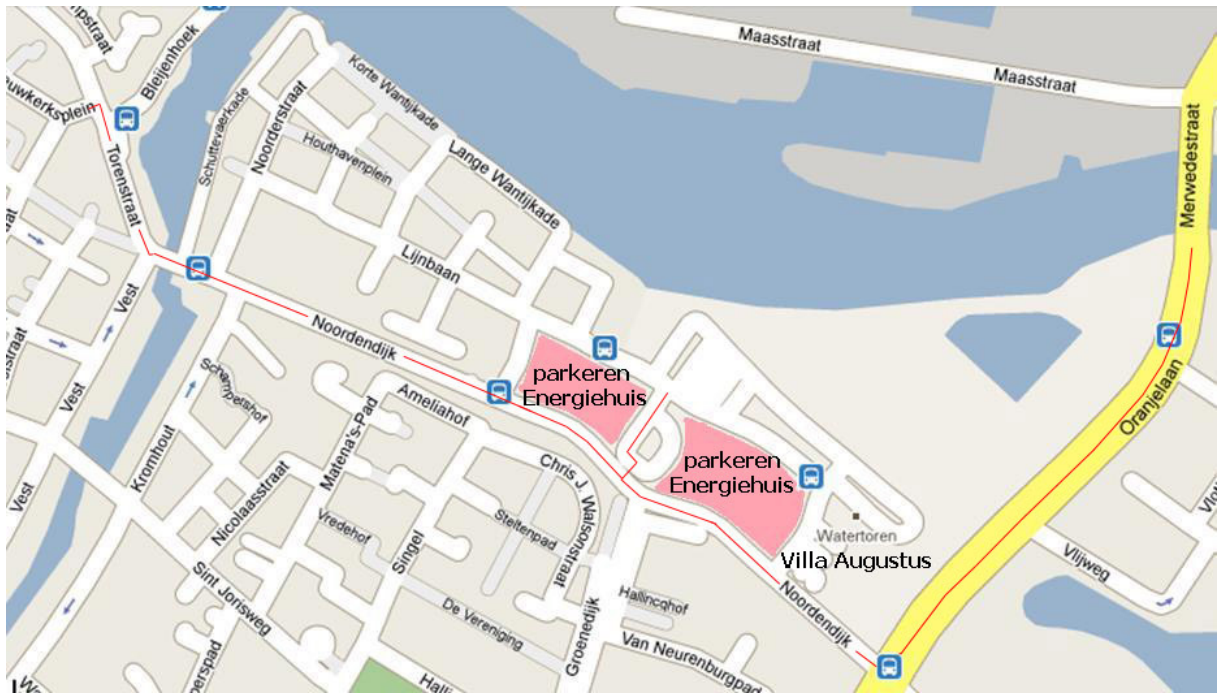 Bleijenhoek
Maasstraat
Maasstraat
Korte Wantijkade
Schuttevaerkade
Noorderstraat
Houthavenplein
Lange Wantijkade
Torenstraat
Merwedestraat
Lijnbaan
Vest
Noordendijk
parkeren
Energiehuis
Oranjelaan
Ameliahof
Vest
Matena's-Pad
Kromhout
parkeren
Energiehuis
Chris J. Walsonstraat
Nicolaasstraat
Steltenpad
Vest
Vredehof
Singel
Watertoren
Villa Augustus
Vlijweg
Sint Jorisweg
De Vereniging
Groenedijk
Hallincqhof
Noordendijk
Van Neurenburgpad